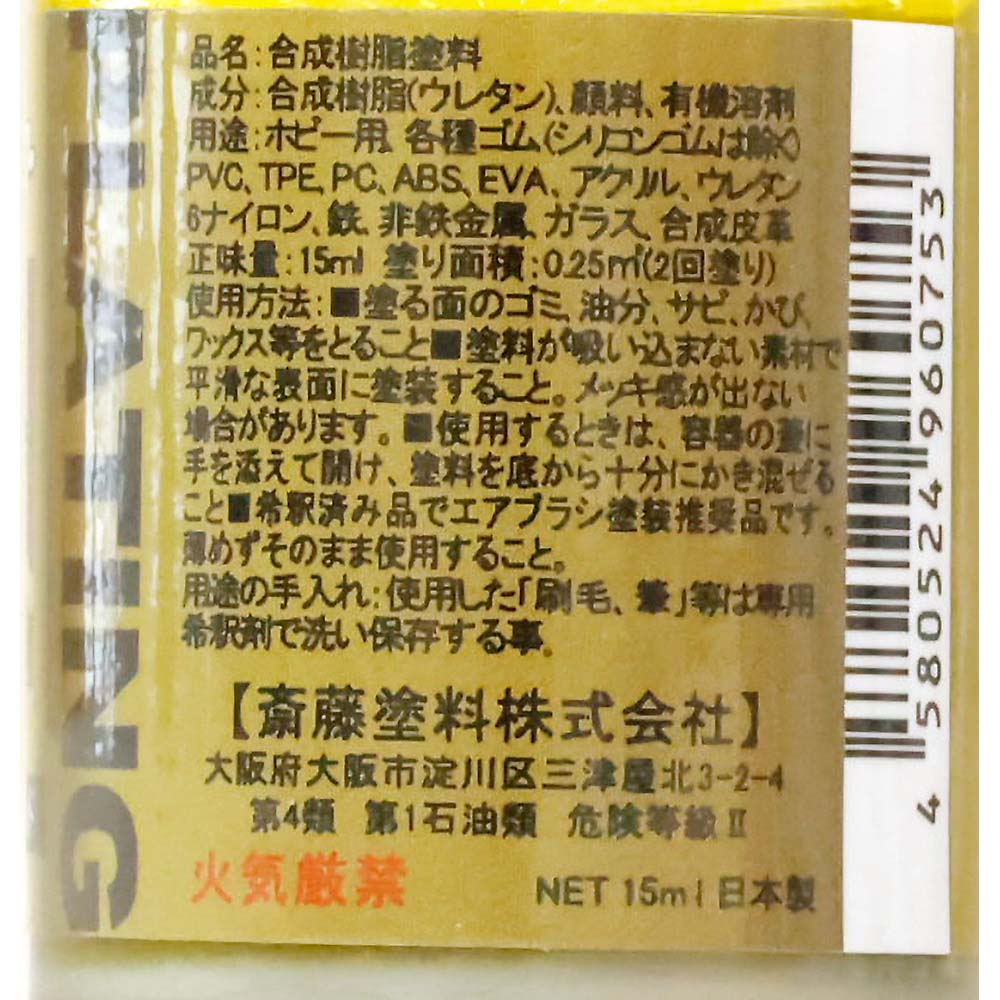 品名:合成樹脂塗料
成分:合成樹脂(ウレタン)、顔料、有機溶剤
用途:ホビー用、各種ゴム(シリコンゴムは除く)
PVC、TPE、PC、ABS、EVA、アクリル、ウレタン
6ナイロン、鉄、非鉄金属、ガラス、合成皮革
正味量:15ml 塗り面積:0.25㎡(2回塗り)
使用方法:■塗る面のゴミ、油分、サビ、かび、
ワックス等をとること■塗料が吸い込まない素材で
平滑な表面に塗装すること。メッキ感が出ない
場合があります。■使用するときは、容器の蓋に
手を添えて開け、塗料を底から十分にかき混ぜる
こと■希釈済み品でエアブラシ塗装推奨品です。
薄めずそのまま使用すること。
用途の手入れ:使用した「刷毛、筆」等は専用
希釈剤で洗い保存する事。
【斎藤塗料株式会社】
大阪府大阪市淀川区三津屋北3-2-4
第4類 第1石油類 危険等級Ⅱ
火気厳禁 NET 15ml 日本製
4580524960753